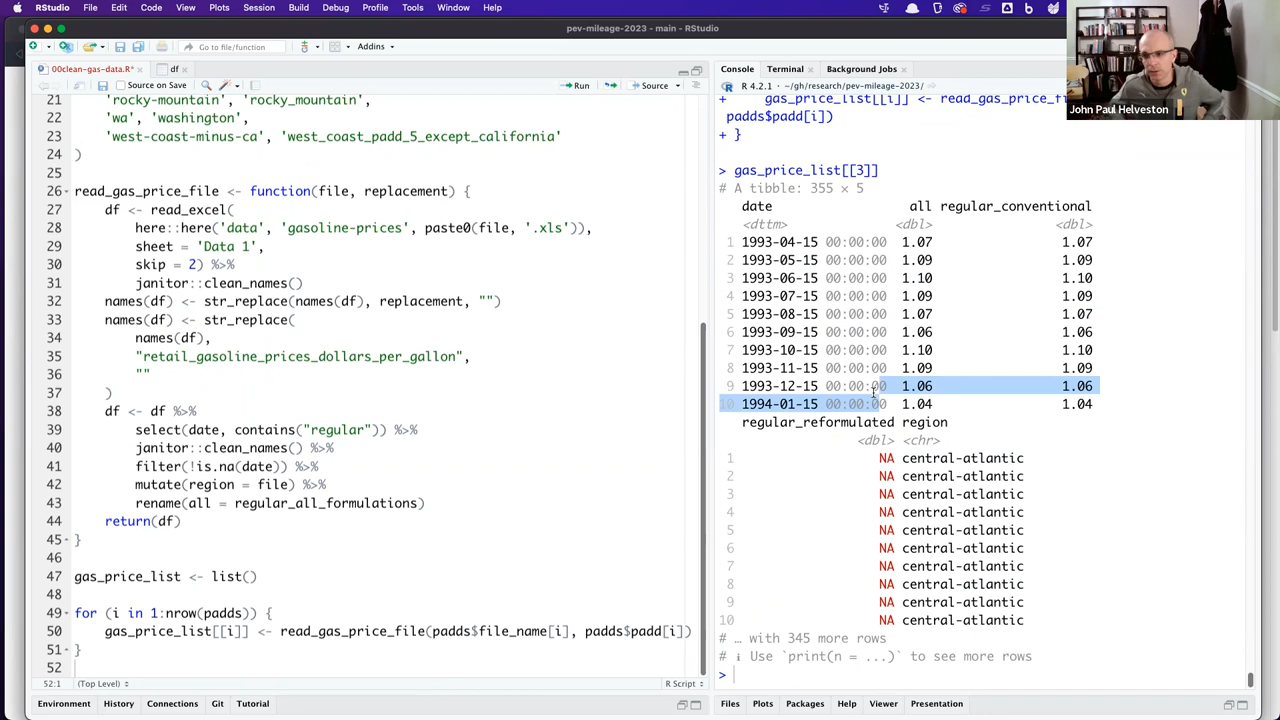 RStudio File Edit Code View Plots Session Build Debug Profile Tools Window Help
pev-mileage-2023 - main - RStudio
Go to file/function
Addins
00clean-gas-data.R*
df
Source on Save
Run
Source
21 'rocky-mountain', 'rocky_mountain',
22 'wa', 'washington',
23 'west-coast-minus-ca', 'west_coast_padd_5_except_california'
24 )
25
26 read_gas_price_file <- function(file, replacement) {
27 df <- read_excel(
28 here::here('data', 'gasoline-prices', paste0(file, '.xls')),
29 sheet = 'Data 1',
30 skip = 2) %>%
31 janitor::clean_names()
32 names(df) <- str_replace(names(df), replacement, "")
33 names(df) <- str_replace(
34 names(df),
35 "retail_gasoline_prices_dollars_per_gallon",
36 ""
37 )
38 df <- df %>%
39 select(date, contains("regular")) %>%
40 janitor::clean_names() %>%
41 filter(!is.na(date)) %>%
42 mutate(region = file) %>%
43 rename(all = regular_all_formulations)
44 return(df)
45 }
46
47 gas_price_list <- list()
48
49 for (i in 1:nrow(padds)) {
50 gas_price_list[[i]] <- read_gas_price_file(padds$file_name[i], padds$padd[i])
51 }
52
52:1 (Top Level)
R Script
Environment History Connections Git Tutorial
Console Terminal Background Jobs
R 4.2.1 · ~/gh/research/pev-mileage-2023/
+ gas_price_list[[i]] <- read_gas_price_fi
padds$padd[i])
+ }
> gas_price_list[[3]]
# A tibble: 355 × 5
date all regular_conventional
<dttm> <dbl> <dbl>
1 1993-04-15 00:00:00 1.07 1.07
2 1993-05-15 00:00:00 1.09 1.09
3 1993-06-15 00:00:00 1.10 1.10
4 1993-07-15 00:00:00 1.09 1.09
5 1993-08-15 00:00:00 1.07 1.07
6 1993-09-15 00:00:00 1.06 1.06
7 1993-10-15 00:00:00 1.10 1.10
8 1993-11-15 00:00:00 1.09 1.09
9 1993-12-15 00:00:00 1.06 1.06
10 1994-01-15 00:00:00 1.04 1.04
regular_reformulated region
<dbl> <chr>
1 NA central-atlantic
2 NA central-atlantic
3 NA central-atlantic
4 NA central-atlantic
5 NA central-atlantic
6 NA central-atlantic
7 NA central-atlantic
8 NA central-atlantic
9 NA central-atlantic
10 NA central-atlantic
# … with 345 more rows
# ℹ Use `print(n = ...)` to see more rows
>
Files Plots Packages Help Viewer Presentation
John Paul Helveston